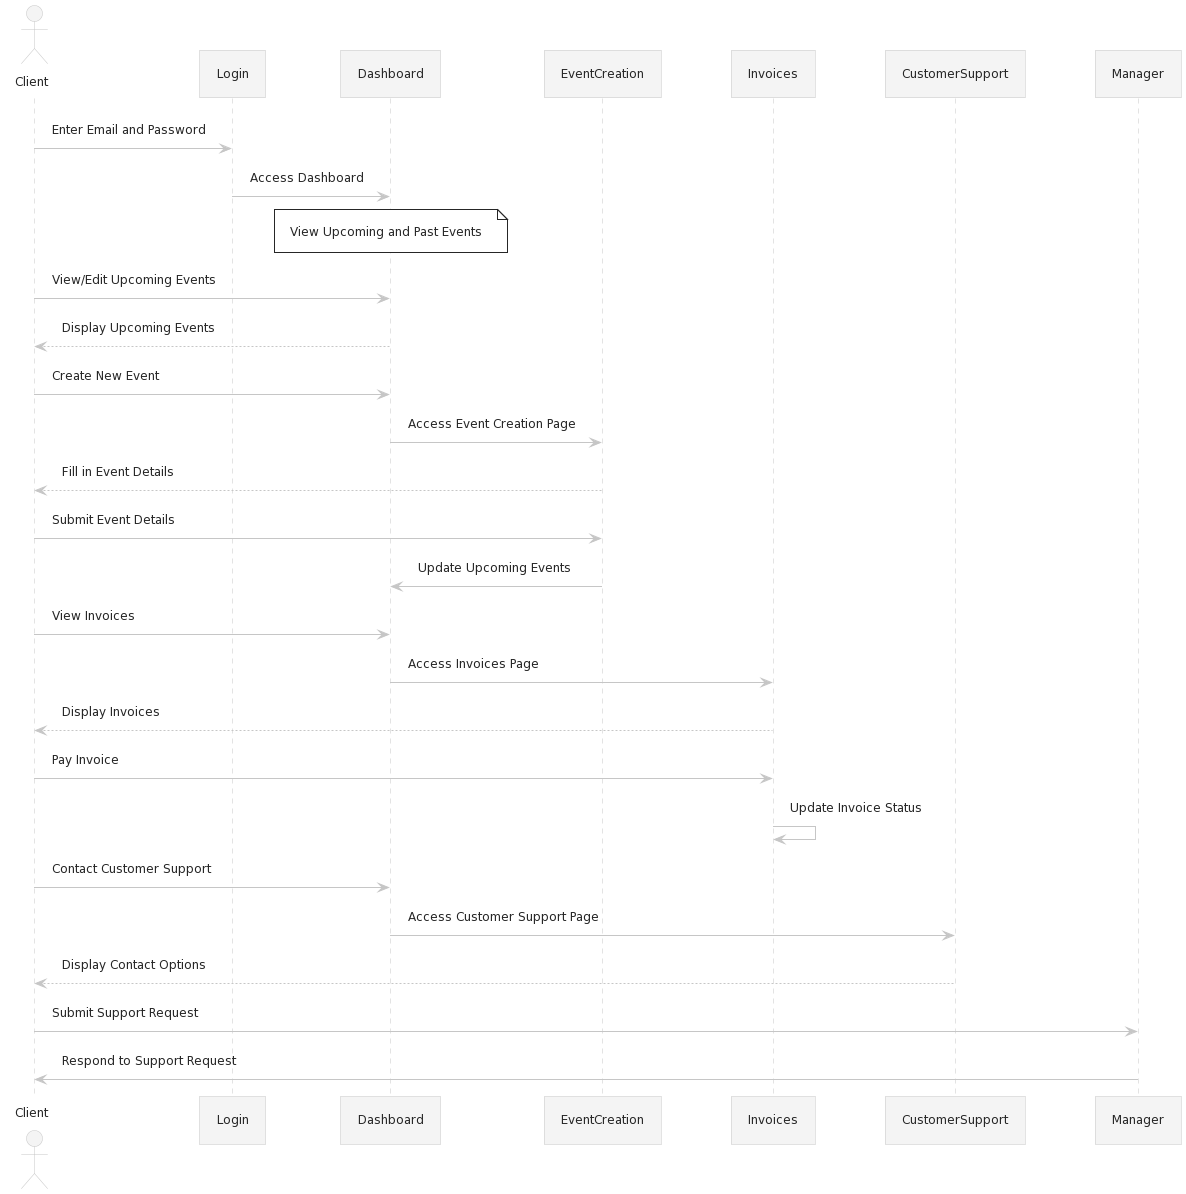 Client
Login
Dashboard
EventCreation
Invoices
CustomerSupport
Manager
Enter Email and Password
Access Dashboard
View Upcoming and Past Events
View/Edit Upcoming Events
Display Upcoming Events
Create New Event
Access Event Creation Page
Fill in Event Details
Submit Event Details
Update Upcoming Events
View Invoices
Access Invoices Page
Display Invoices
Pay Invoice
Update Invoice Status
Contact Customer Support
Access Customer Support Page
Display Contact Options
Submit Support Request
Respond to Support Request
Client
Login
Dashboard
EventCreation
Invoices
CustomerSupport
Manager